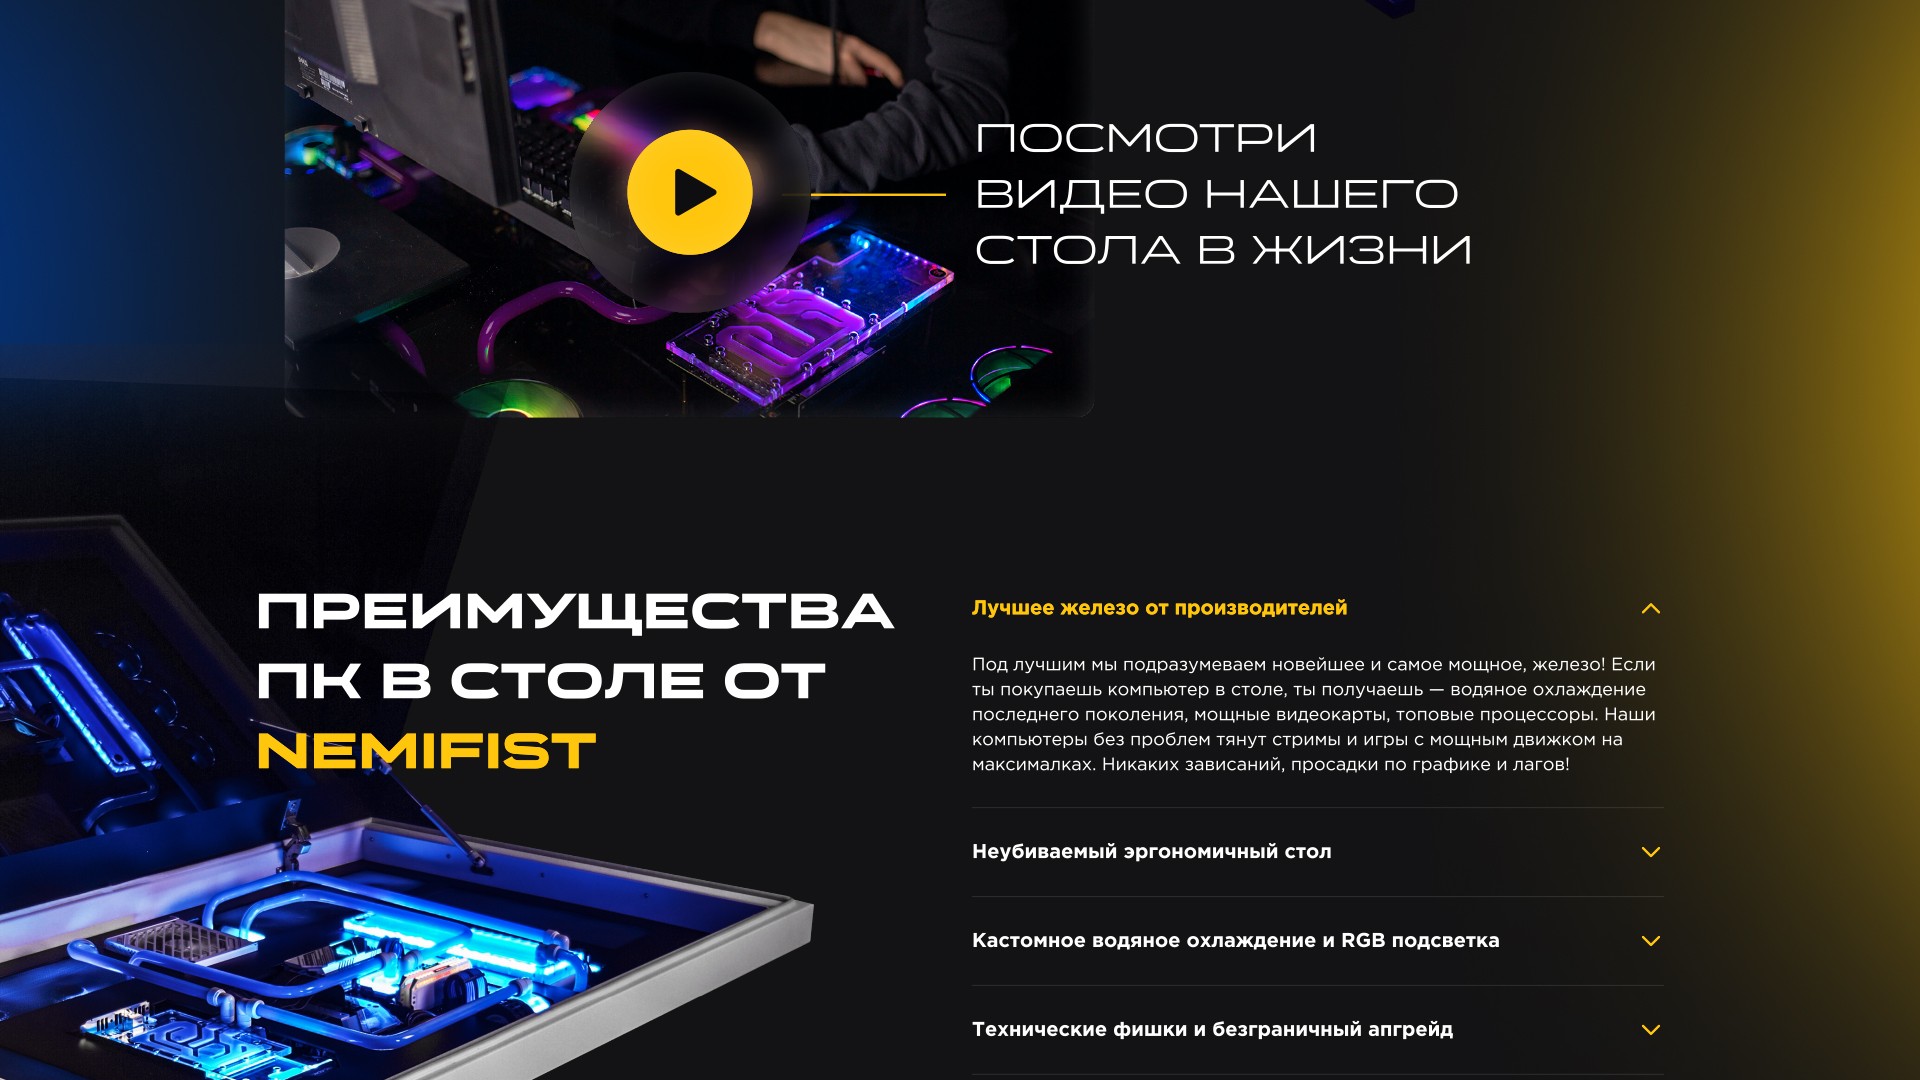 ПОСМОТРИ
ВИДЕО НАШЕГО
СТОЛА В ЖИЗНИ
ПРЕИМУЩЕСТВА
ПК В СТОЛЕ ОТ
NEMIFIST
Лучшее железо от производителей
Под лучшим мы подразумеваем новейшее и самое мощное, железо! Если
ты покупаешь компьютер в столе, ты получаешь — водяное охлаждение
последнего поколения, мощные видеокарты, топовые процессоры. Наши
компьютеры без проблем тянут стримы и игры с мощным движком на
максималках. Никаких зависаний, просадки по графике и лагов!
Неубиваемый эргономичный стол
Кастомное водяное охлаждение и RGB подсветка
Технические фишки и безграничный апгрейд